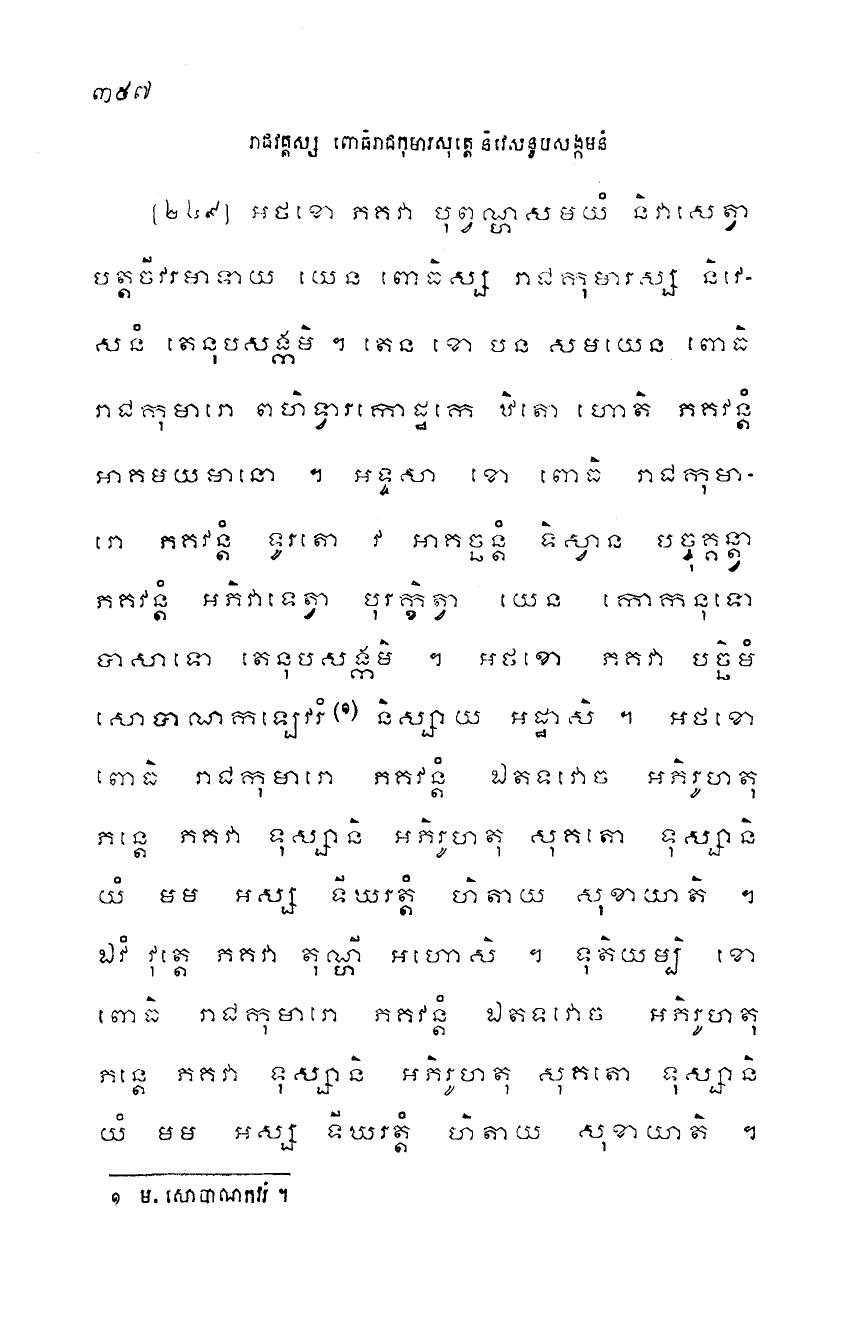 ៣៩៧
រាជវគ្គស្ស ពោធិរាជកុមារសុត្តេ និវេសនូបសង្កមនំ
[២៤៩] អថខោ ភគវា បុព្វណ្ហសមយំ និវាសេត្វា
បត្តចីវរមាទាយ យេន ពោធិស្ស រាជកុមារស្ស និវេ-
សនំ តេនុបសង្កមិ ។ តេន ខោ បន សមយេន ពោធិ
រាជកុមារោ ពហិទ្វារកោដ្ឋកេ ឋិតោ ហោតិ ភគវន្តំ
អាគមយមានោ ។ អទ្ទសា ខោ ពោធិ រាជកុមា-
រោ ភគវន្តំ ទូរតោ វ អាគច្ឆន្តំ ទិស្វាន បច្ចុគ្គន្ត្វា
ភគវន្តំ អភិវាទេត្វា បុរក្ខិត្វា យេន កោកនុទោ
បាសាទោ តេនុបសង្កមិ ។ អថខោ ភគវា បច្ឆិមំ
សោបាណកឡេវរំ (១) និស្សាយ អដ្ឋាសិ ។ អថខោ
ពោធិ រាជកុមារោ ភគវន្តំ ឯតទវោច អភិរូហតុ
ភន្តេ ភគវា ទុស្សានិ អភិរូហតុ សុគតោ ទុស្សានិ
យំ មម អស្ស ទីឃរត្តំ ហិតាយ សុខាយាតិ ។
ឯវំ វុត្តេ ភគវា តុណ្ហី អហោសិ ។ ទុតិយម្បិ ខោ
ពោធិ រាជកុមារោ ភគវន្តំ ឯតទវោច អភិរូហតុ
ភន្តេ ភគវា ទុស្សានិ អភិរូហតុ សុគតោ ទុស្សានិ
យំ មម អស្ស ទីឃរត្តំ ហិតាយ សុខាយាតិ ។
១ ម. សោបាណកវរំ ។